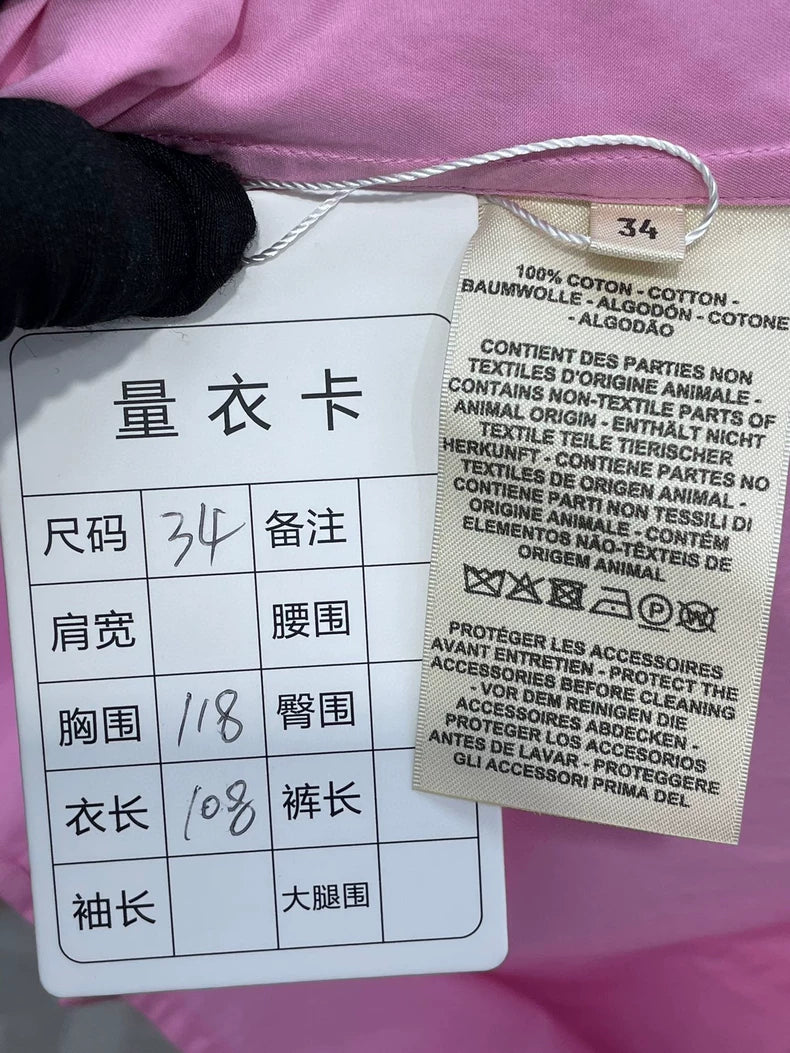 量衣卡
尺码 34 备注
肩宽 腰围
胸围 118 臀围
衣长 108 裤长
袖长 大腿围
34
100% COTON - COTTON -
BAUMWOLLE - ALGODÓN - COTONE
- ALGODÃO
CONTIENT DES PARTIES NON
TEXTILES D'ORIGINE ANIMALE -
CONTAINS NON-TEXTILE PARTS OF
ANIMAL ORIGIN - ENTHÄLT NICHT
TEXTILE TEILE TIERISCHER
HERKUNFT - CONTIENE PARTES NO
TEXTILES DE ORIGEN ANIMAL -
CONTIENE PARTI NON TESSILI DI
ORIGINE ANIMALE - CONTÉM
ELEMENTOS NÃO-TÊXTEIS DE
ORIGEM ANIMAL
P W
PROTÉGER LES ACCESSOIRES
AVANT ENTRETIEN - PROTECT THE
ACCESSORIES BEFORE CLEANING
- VOR DEM REINIGEN DIE
ACCESSOIRES ABDECKEN -
PROTEGER LOS ACCESORIOS
ANTES DE LAVAR - PROTEGGERE
GLI ACCESSORI PRIMA DEL